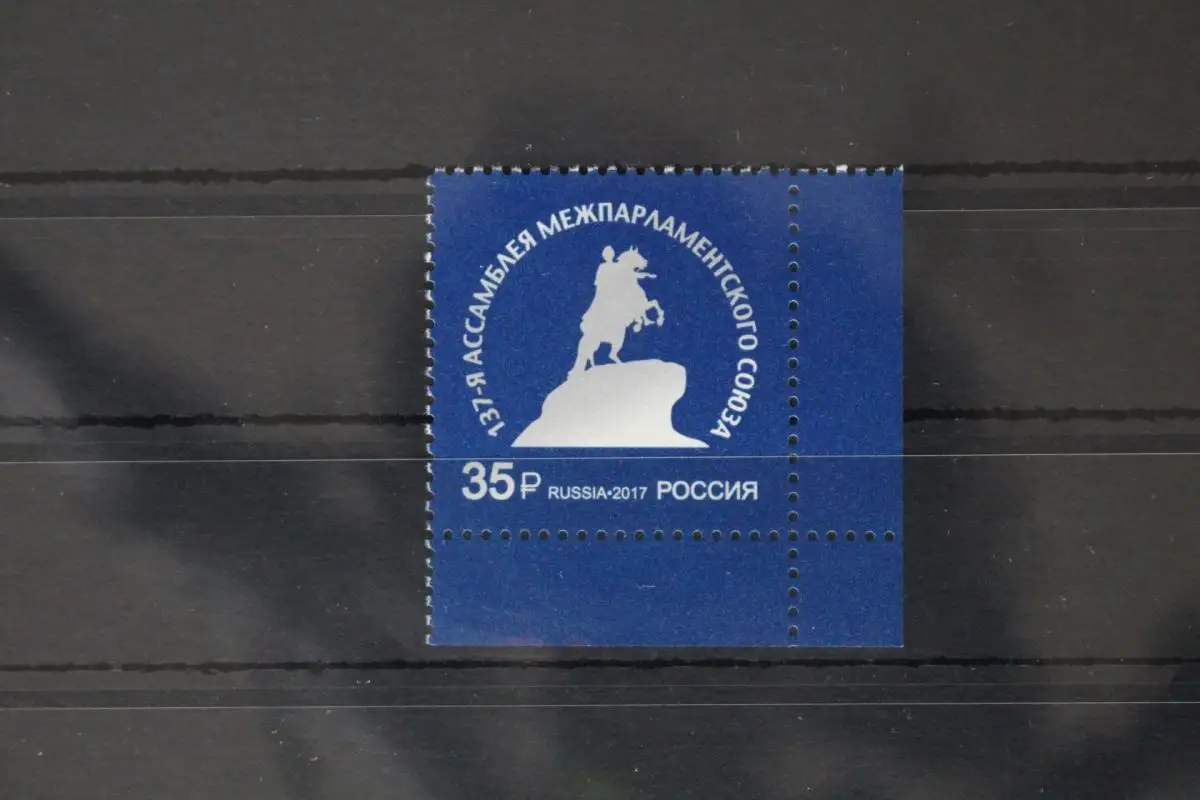 137-Я АССАМБЛЕЯ МЕЖПАРЛАМЕНТСКОГО СОЮЗА
35₽ RUSSIA•2017 РОССИЯ